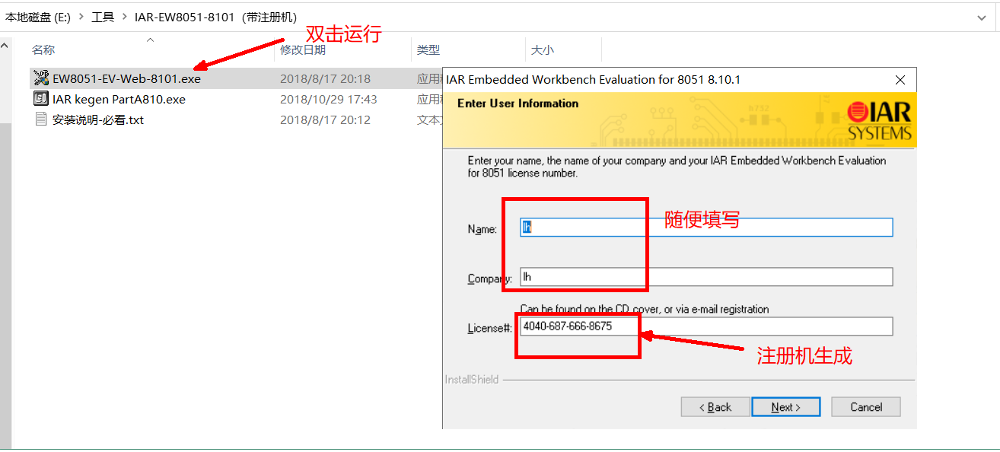 本地磁盘 (E:) > 工具 > IAR-EW8051-8101（带注册机）
双击运行
名称 修改日期 类型 大小
EW8051-EV-Web-8101.exe 2018/8/17 20:18 应用
IAR kegen PartA810.exe 2018/10/29 17:43 应用
安装说明-必看.txt 2018/8/17 20:12 文本
IAR Embedded Workbench Evaluation for 8051 8.10.1
Enter User Information
IAR
SYSTEMS
Enter your name, the name of your company and your IAR Embedded Workbench Evaluation
for 8051 license number.
Name: lh
随便填写
Company: lh
Can be found on the CD cover, or via e-mail registration
License#: 4040-687-666-8675
注册机生成
InstallShield
< Back Next > Cancel